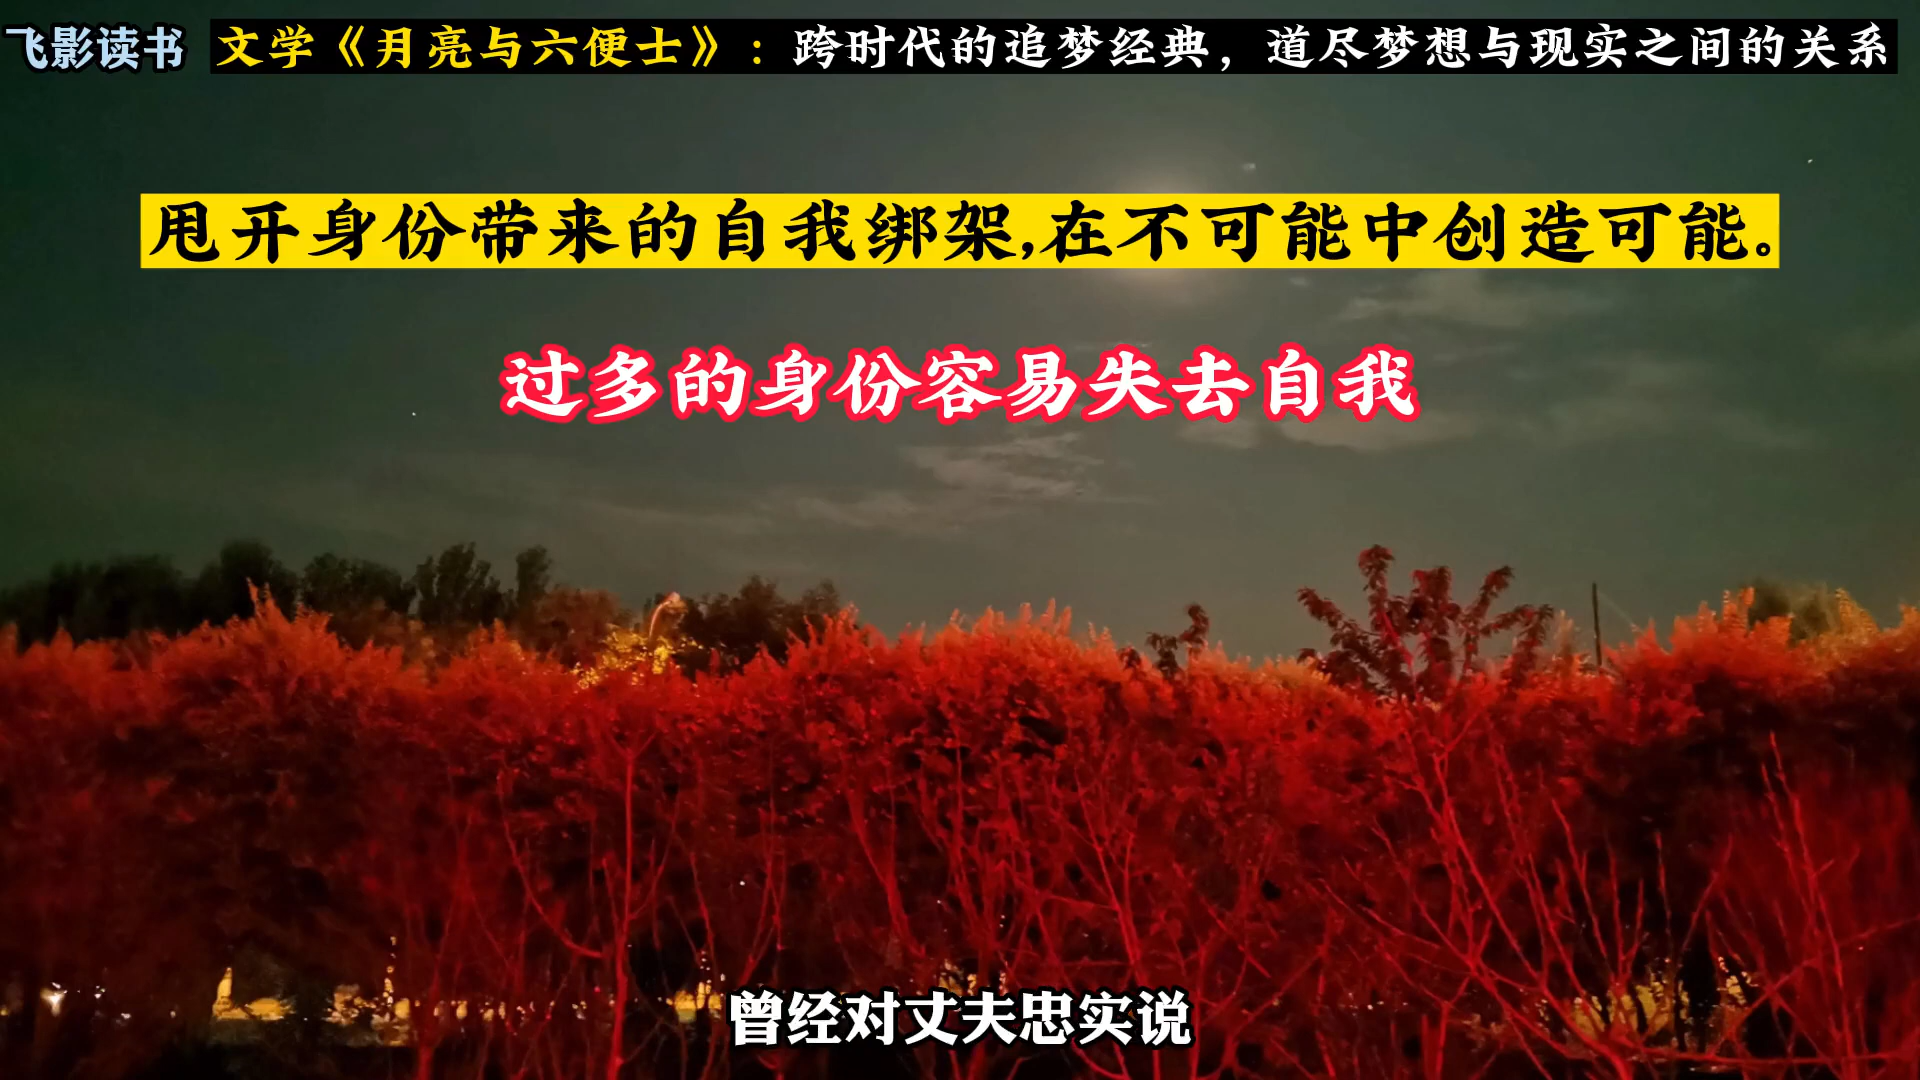 飞影读书 文学《月亮与六便士》：跨时代的追梦经典，道尽梦想与现实之间的关系
甩开身份带来的自我绑架,在不可能中创造可能。
过多的身份容易失去自我
曾经对丈夫忠实说